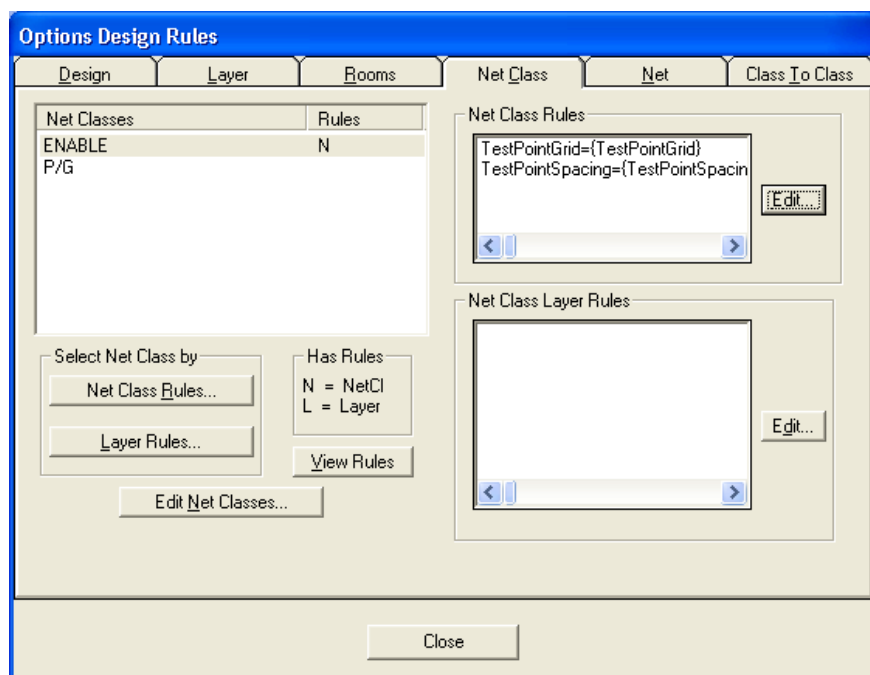 Options Design Rules
Design Layer Rooms Net Class Net Class To Class
Net Classes Rules
ENABLE N
P/G
Select Net Class by
Net Class Rules...
Layer Rules...
Has Rules
N = NetCl
L = Layer
View Rules
Edit Net Classes...
Net Class Rules
TestPointGrid={TestPointGrid}
TestPointSpacing={TestPointSpacin
Edit...
Net Class Layer Rules
Edit...
Close